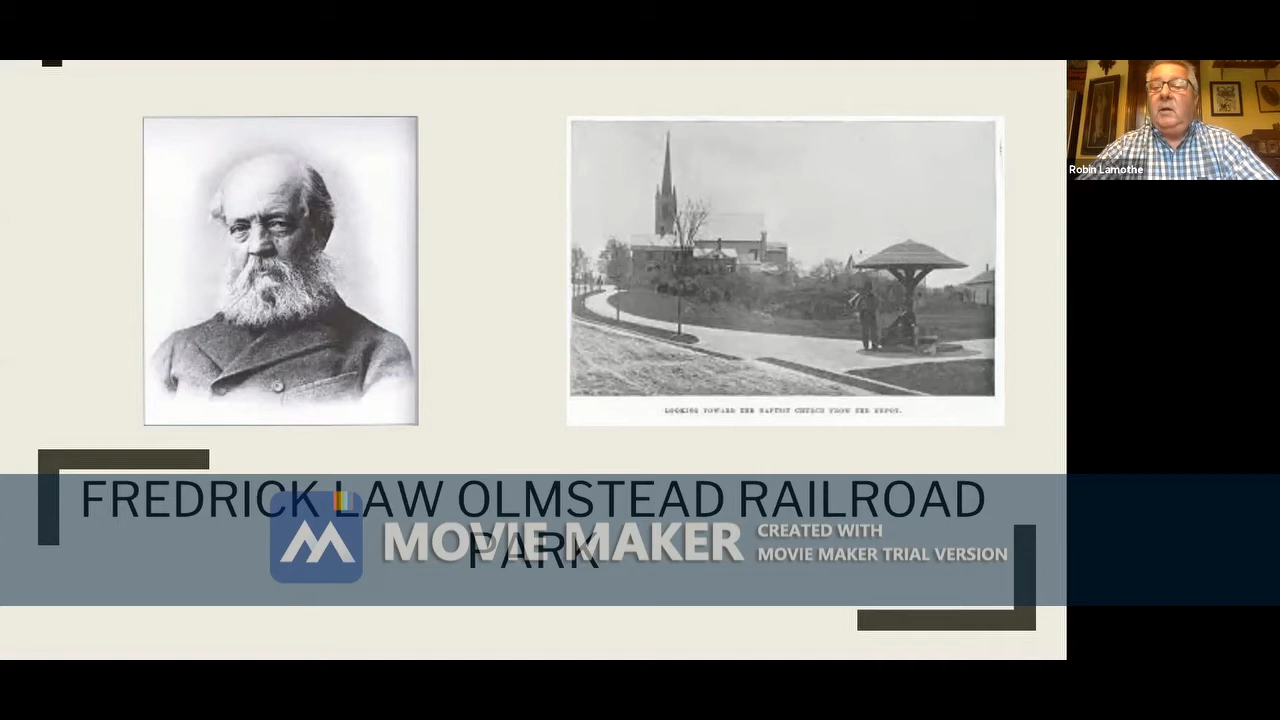 Robin Lamothe
LOOKING TOWARD THE BAPTIST CHURCH FROM THE DEPOT.
FREDRICK LAW OLMSTEAD RAILROAD
PARK
MOVIE MAKER
CREATED WITH
MOVIE MAKER TRIAL VERSION